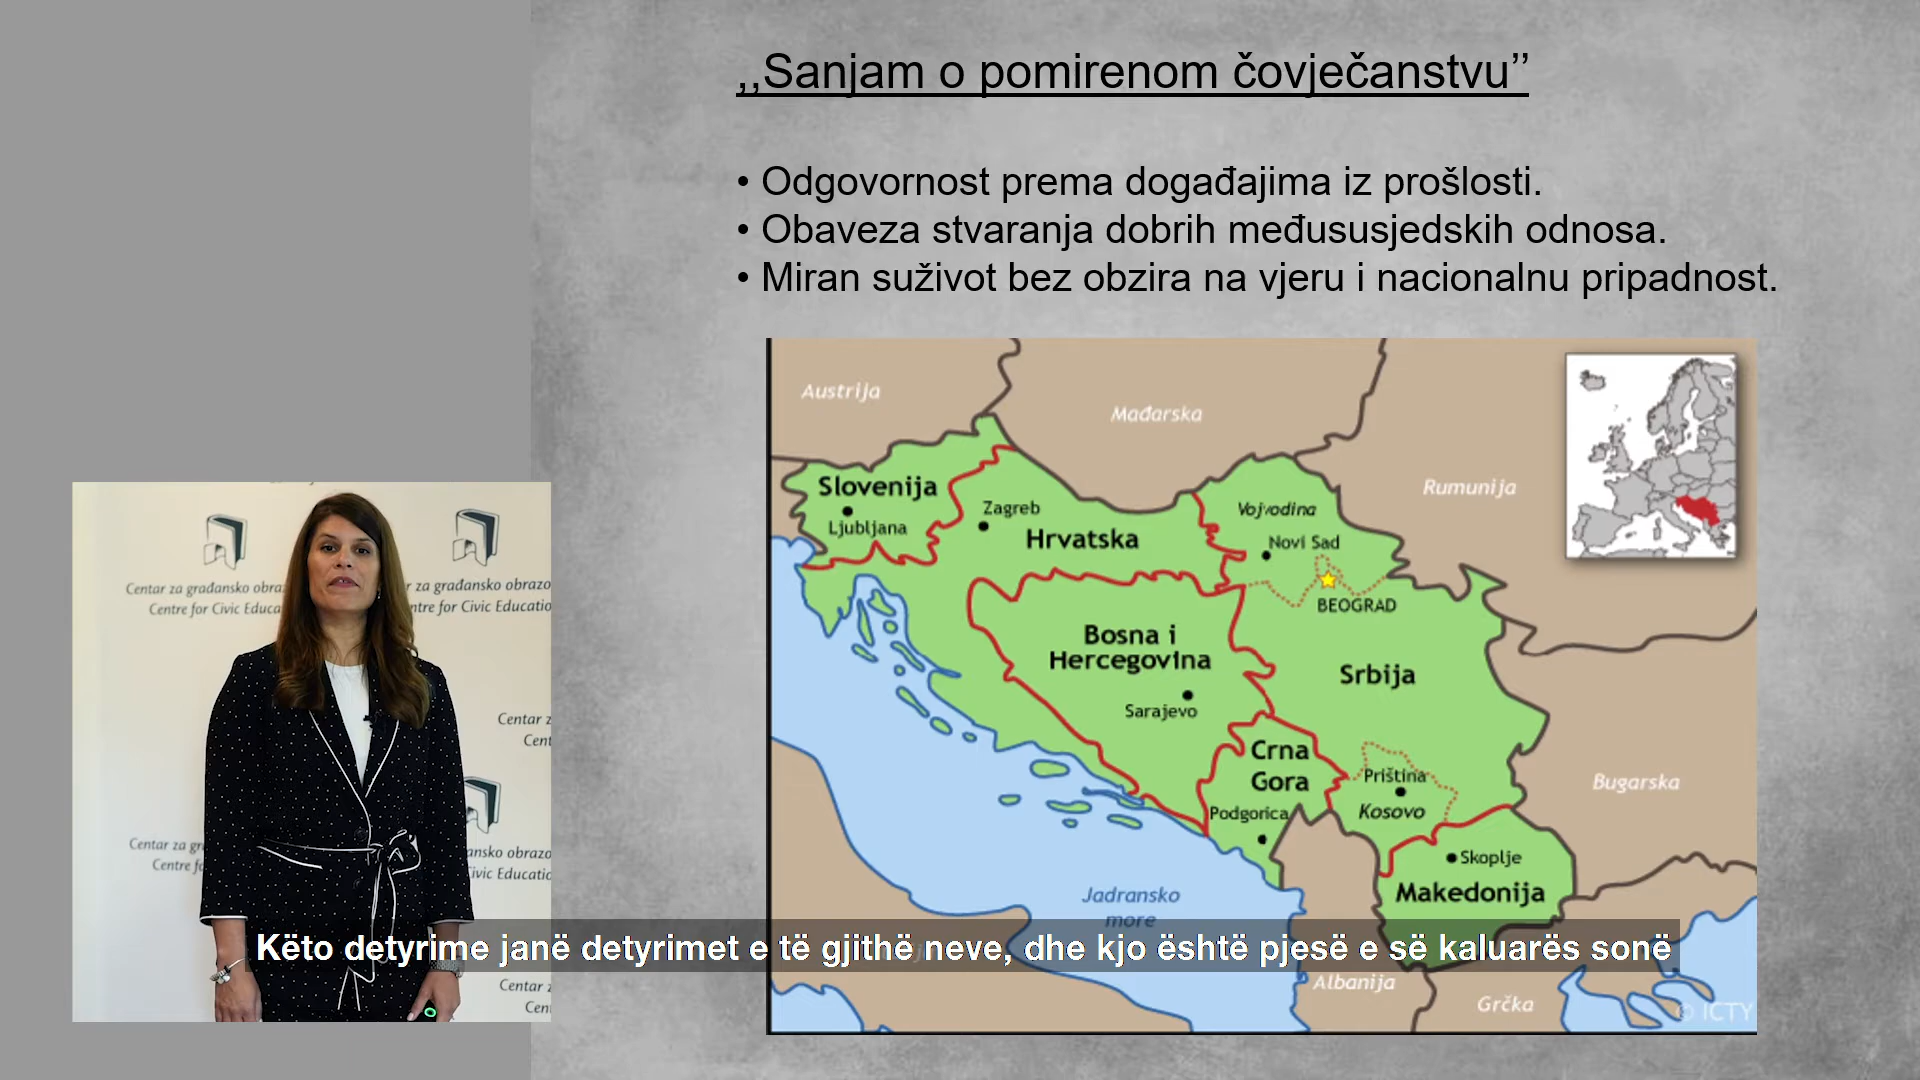 ,,Sanjam o pomirenom čovječanstvu’’
• Odgovornost prema događajima iz prošlosti.
• Obaveza stvaranja dobrih međususjedskih odnosa.
• Miran suživot bez obzira na vjeru i nacionalnu pripadnost.
Austrija
Mađarska
Rumunija
Slovenija
Ljubljana
Zagreb
Hrvatska
Vojvodina
Novi Sad
BEOGRAD
Bosna i
Hercegovina
Sarajevo
Srbija
Crna
Gora
Podgorica
Priština
Kosovo
Bugarska
Skoplje
Makedonija
Jadransko
more
Albanija
Grčka
© ICTY
Centar za građansko obra
Centre for Civic Educa
r za građansko obrazo
ntre for Civic Educatio
Centar z
Cent
Centar za gr
Centre fo
ansko obrazo
ivic Educatio
Centar z
Cen
Këto detyrime janë detyrimet e të gjithë neve, dhe kjo është pjesë e së kaluarës sonë